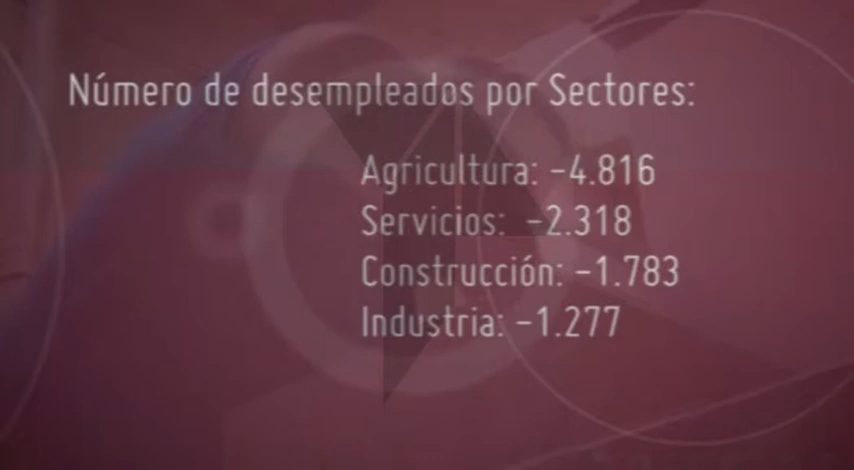 Número de desempleados por Sectores:
Agricultura: -4.816
Servicios: -2.318
Construcción: -1.783
Industria: -1.277